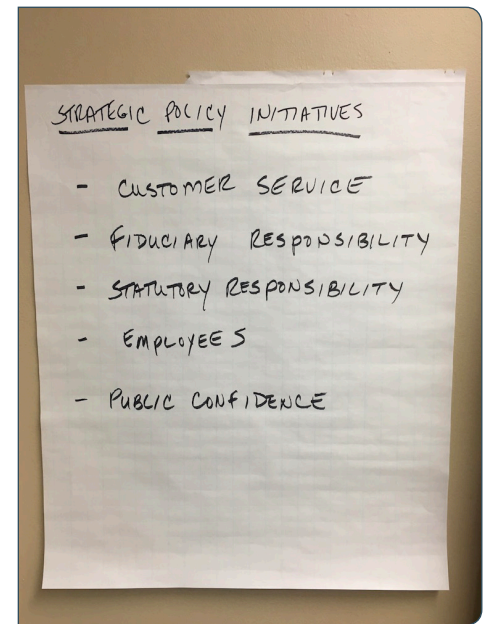 STRATEGIC POLICY INITIATIVES
- CUSTOMER SERVICE
- FIDUCIARY RESPONSIBILITY
- STATUTORY RESPONSIBILITY
- EMPLOYEES
- PUBLIC CONFIDENCE